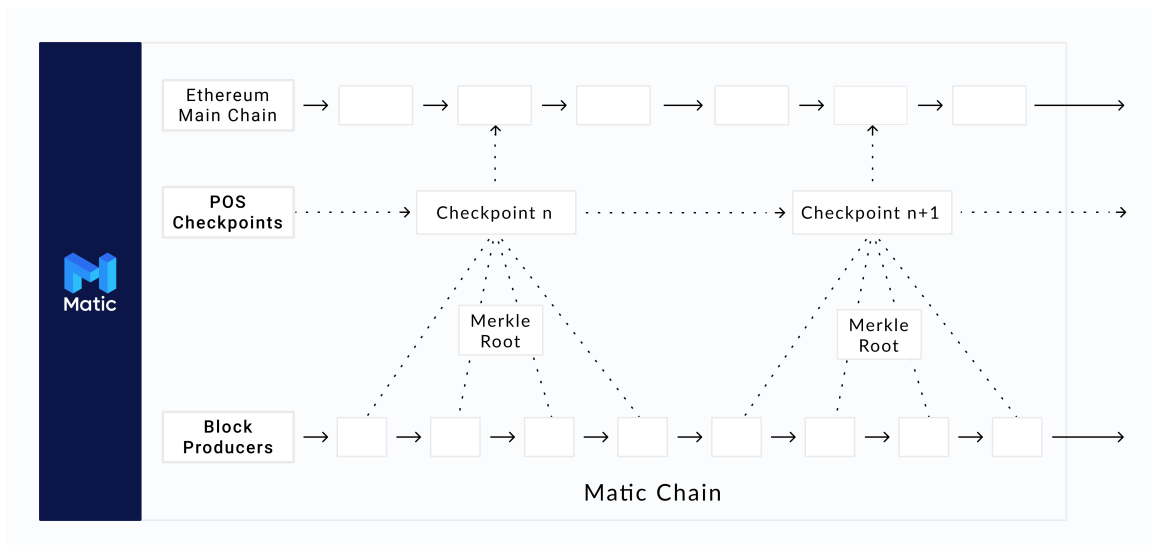 Ethereum
Main Chain
POS
Checkpoints
Checkpoint n
Checkpoint n+1
Matic
Merkle
Root
Merkle
Root
Block
Producers
Matic Chain